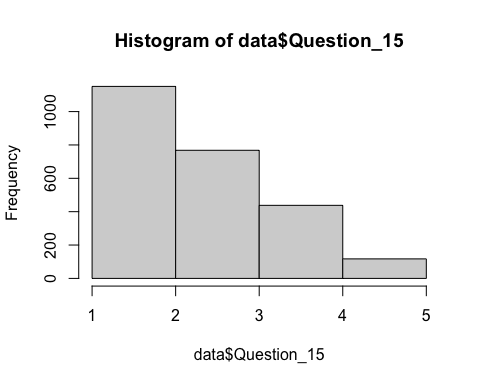 Histogram of data$Question_15
Frequency
1000
600
200
0
1 2 3 4 5
data$Question_15